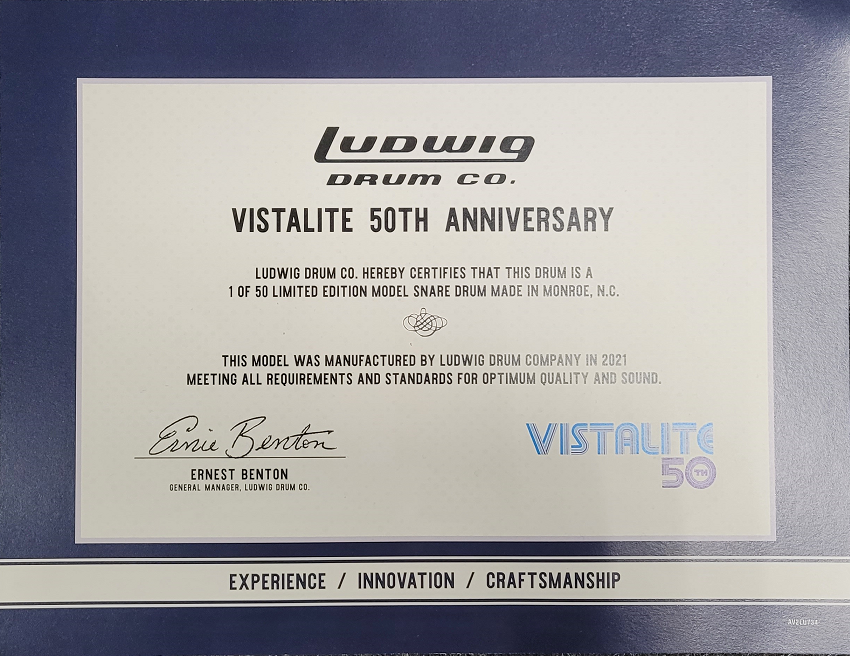 LUDWIG
DRUM CO.
VISTALITE 50TH ANNIVERSARY
LUDWIG DRUM CO. HEREBY CERTIFIES THAT THIS DRUM IS A
1 OF 50 LIMITED EDITION MODEL SNARE DRUM MADE IN MONROE, N.C.
THIS MODEL WAS MANUFACTURED BY LUDWIG DRUM COMPANY IN 2021
MEETING ALL REQUIREMENTS AND STANDARDS FOR OPTIMUM QUALITY AND SOUND.
Ernie Benton
ERNEST BENTON
GENERAL MANAGER, LUDWIG DRUM CO.
VISTALITE
50TH
EXPERIENCE / INNOVATION / CRAFTSMANSHIP